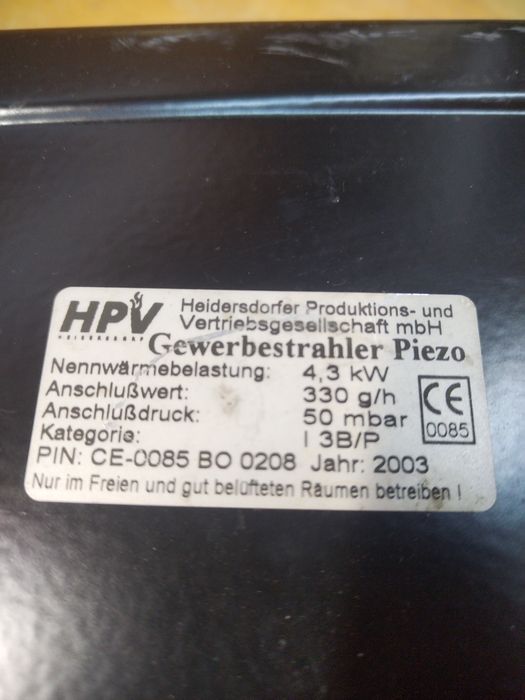 HPV
HEIDERSDORF
Heidersdorfer Produktions- und
Vertriebsgesellschaft mbH
Gewerbestrahler Piezo
Nennwärmebelastung: 4,3 kW
Anschlußwert: 330 g/h
Anschlußdruck: 50 mbar
Kategorie: I 3B/P
CE
0085
PIN: CE-0085 BO 0208 Jahr: 2003
Nur im Freien und gut belüfteten Räumen betreiben !